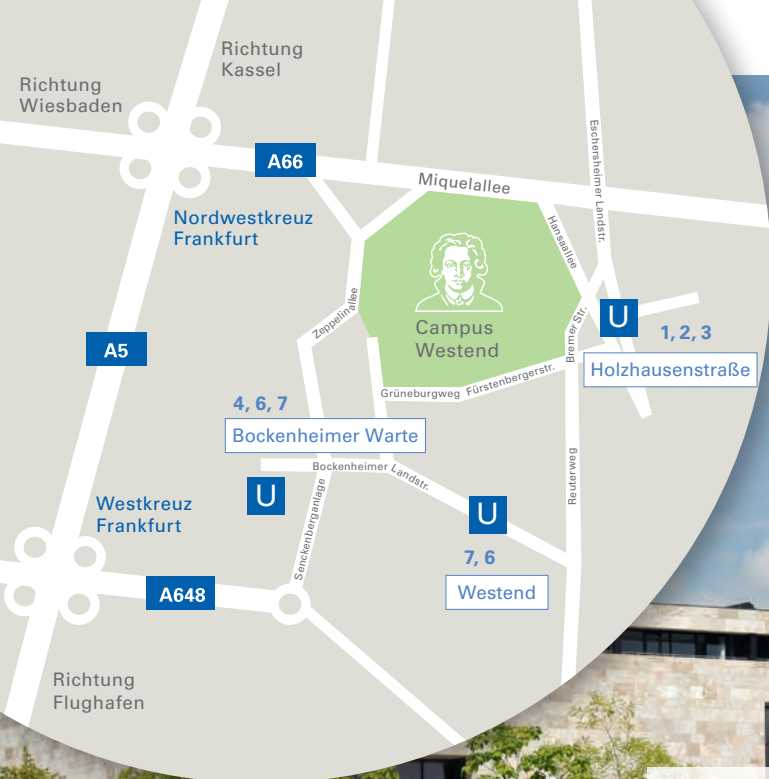 Richtung
Kassel
Richtung
Wiesbaden
A66
Miquelallee
Eschersheimer Landstr.
Nordwestkreuz
Frankfurt
Hansaallee
Zeppelinallee
Campus
Westend
Bremer Str.
U
1, 2, 3
Holzhausenstraße
A5
Grüneburgweg
Fürstenbergerstr.
4, 6, 7
Bockenheimer Warte
Bockenheimer Landstr.
U
Reuterweg
Senckenberganlage
U
7, 6
Westend
Westkreuz
Frankfurt
A648
Richtung
Flughafen